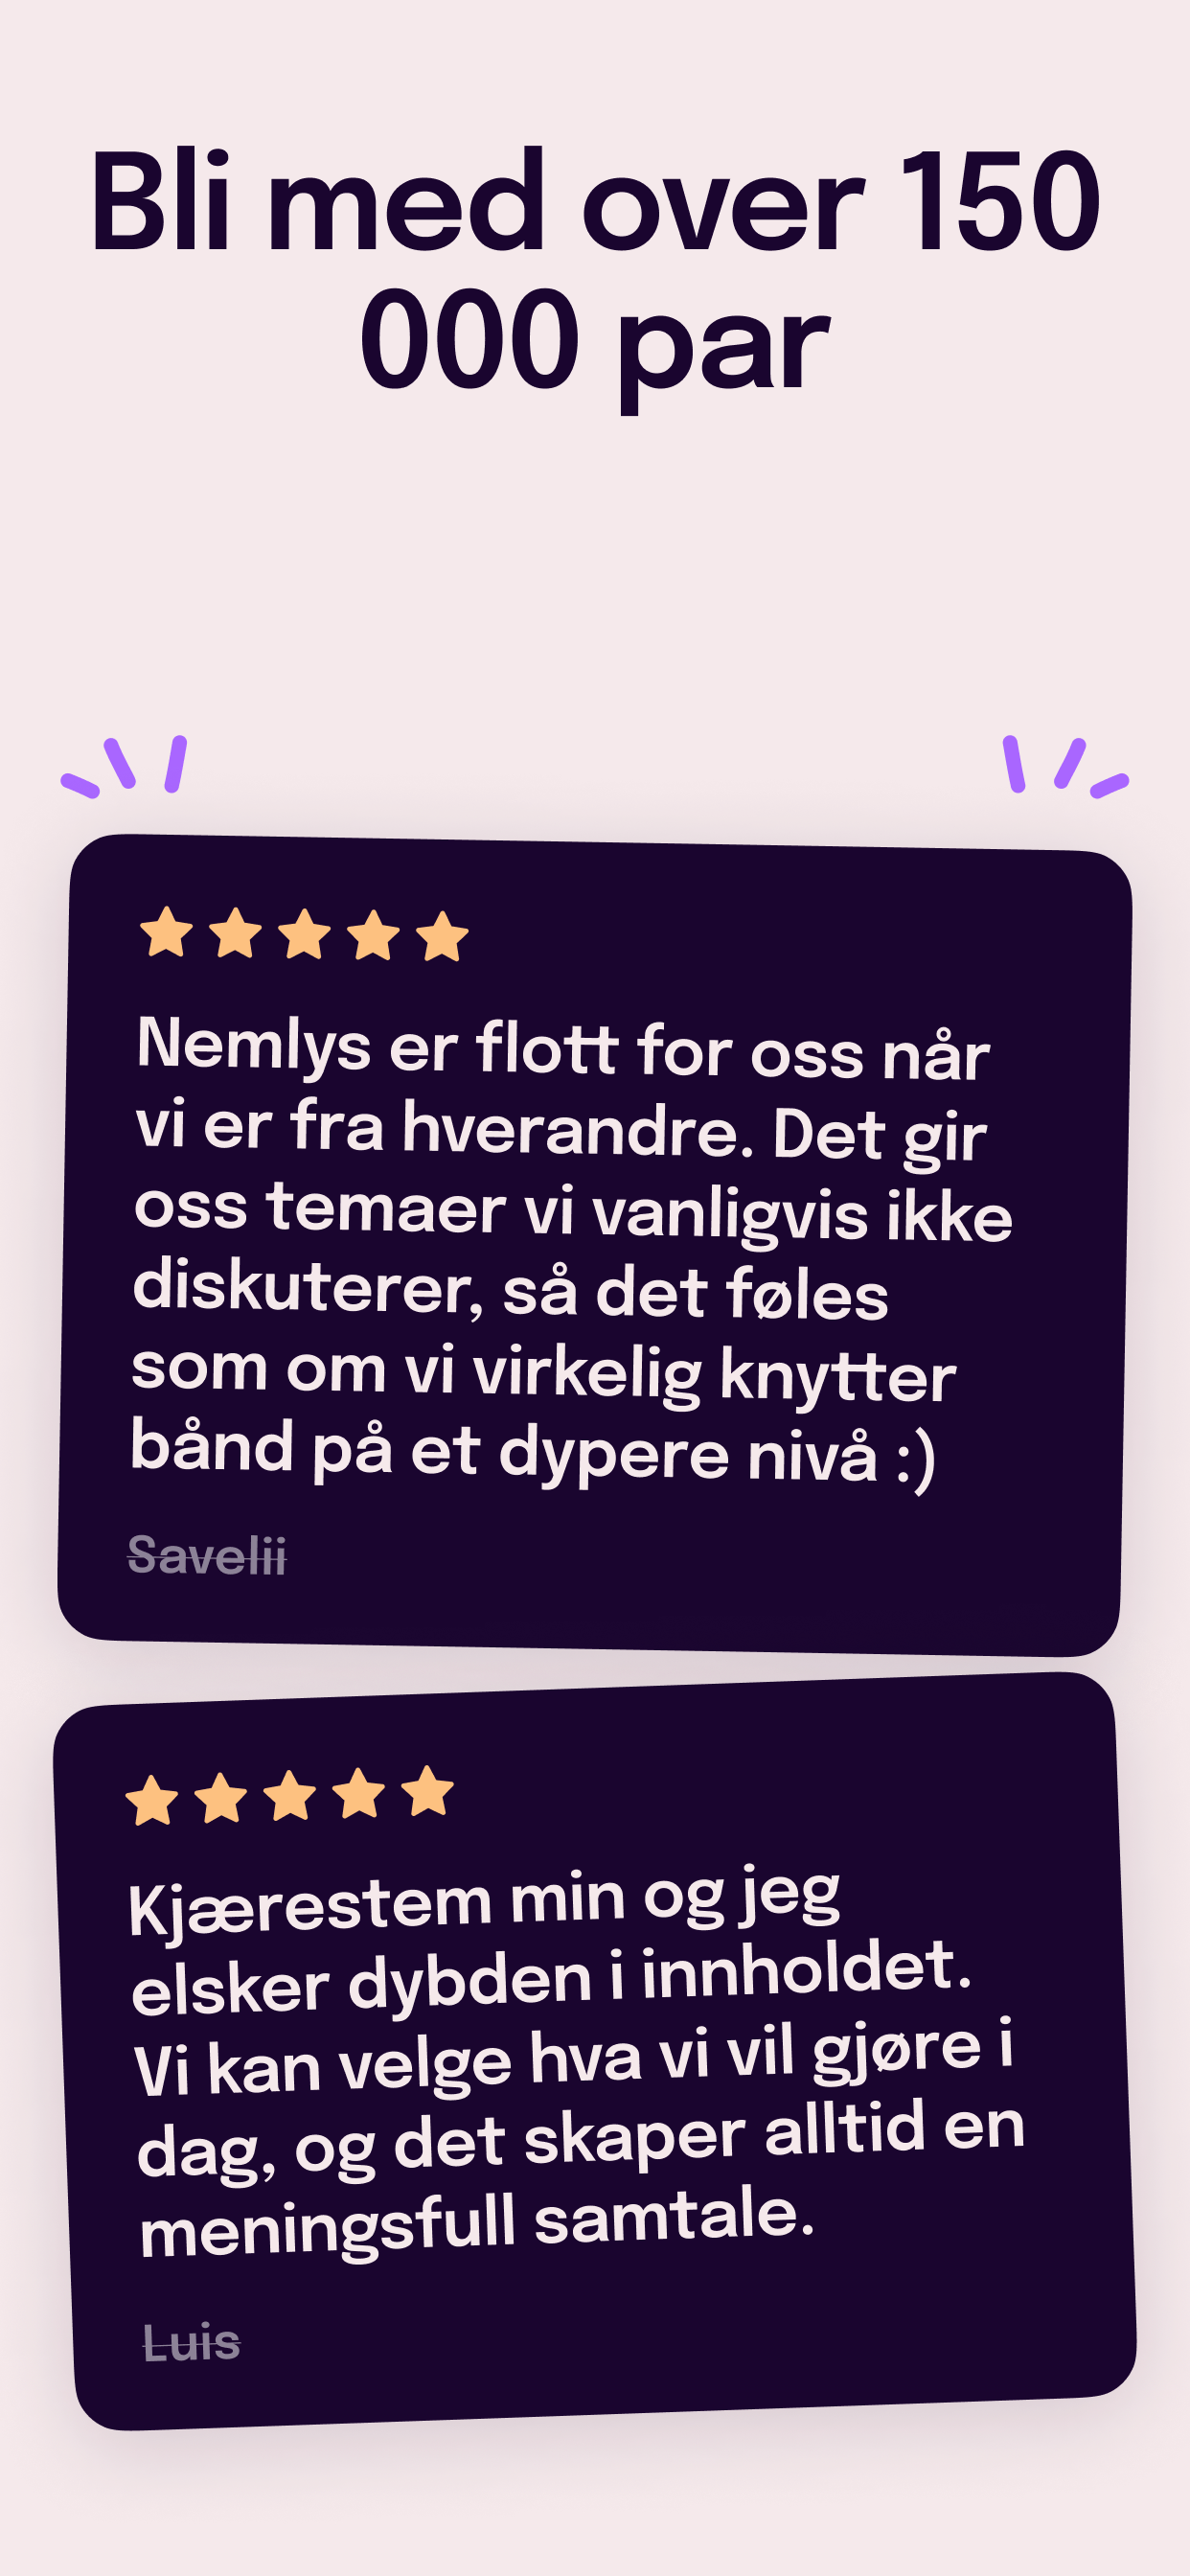 Bli med over 150
000 par
Nemlys er flott for oss når
vi er fra hverandre. Det gir
oss temaer vi vanligvis ikke
diskuterer, så det føles
som om vi virkelig knytter
bånd på et dypere nivå :)
Savelii
Kjærestem min og jeg
elsker dybden i innholdet.
Vi kan velge hva vi vil gjøre i
dag, og det skaper alltid en
meningsfull samtale.
Luis